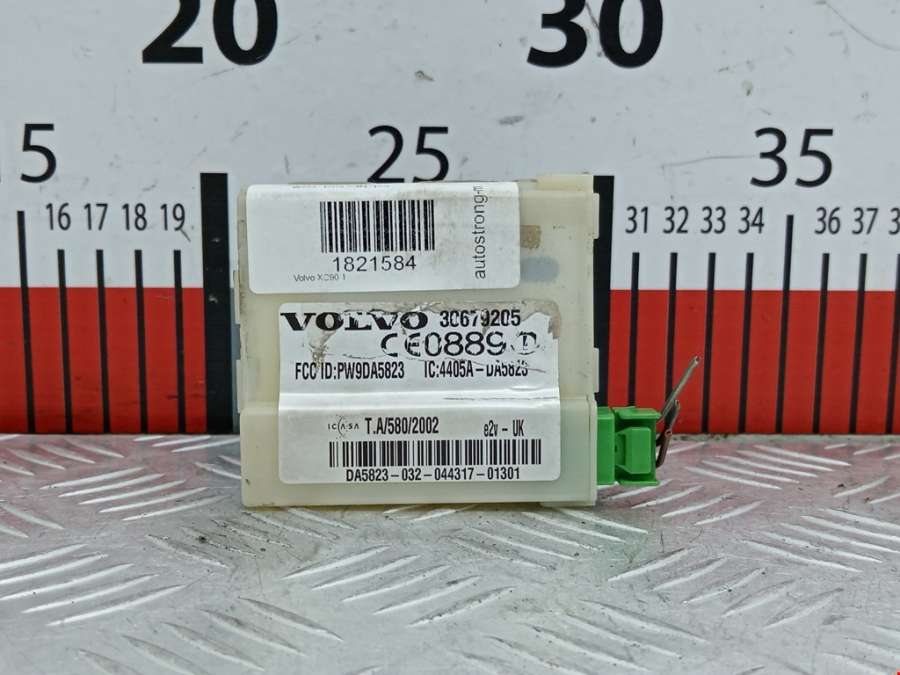 20
30
15
25
35
16 17 18 19
31 32 33 34
36 37
1821584
Volvo XC90 1
autostrong-m
VOLVO 30679205
CE0889
FCC ID:PW9DA5823 IC:4405A-DA5823
ICASA T.A/580/2002 e2v - UK
DA5823-032-044317-01301